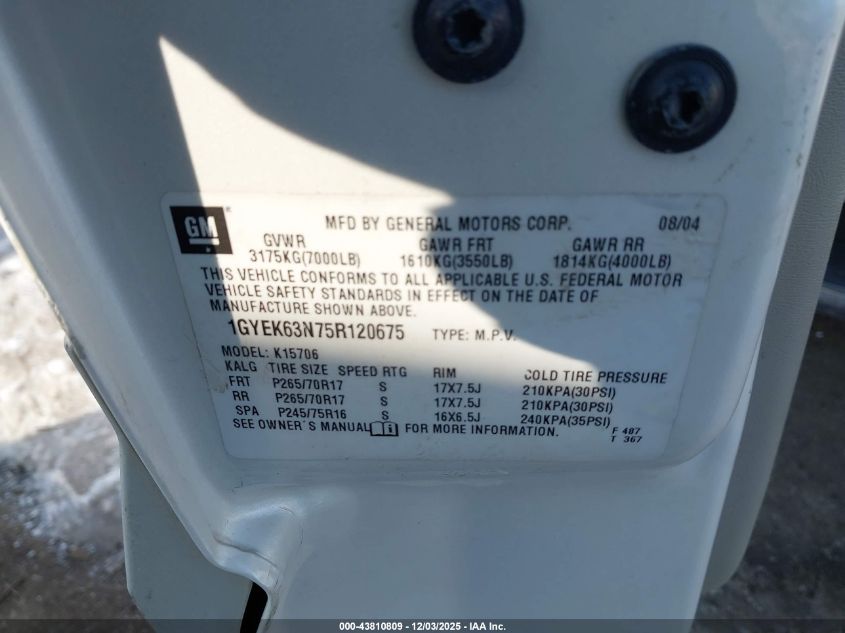 GM ® MFD BY GENERAL MOTORS CORP. 08/04
GVWR GAWR FRT GAWR RR
3175KG(7000LB) 1610KG(3550LB) 1814KG(4000LB)
THIS VEHICLE CONFORMS TO ALL APPLICABLE U.S. FEDERAL MOTOR
VEHICLE SAFETY STANDARDS IN EFFECT ON THE DATE OF
MANUFACTURE SHOWN ABOVE.
1GYEK63N75R120675 TYPE: M.P.V.
MODEL: K15706
KALG TIRE SIZE SPEED RTG RIM COLD TIRE PRESSURE
FRT P265/70R17 S 17X7.5J 210KPA(30PSI)
RR P265/70R17 S 17X7.5J 210KPA(30PSI)
SPA P245/75R16 S 16X6.5J 240KPA(35PSI)
SEE OWNER'S MANUAL i FOR MORE INFORMATION. F 487
T 367
000-43810809 - 12/03/2025 - IAA Inc.